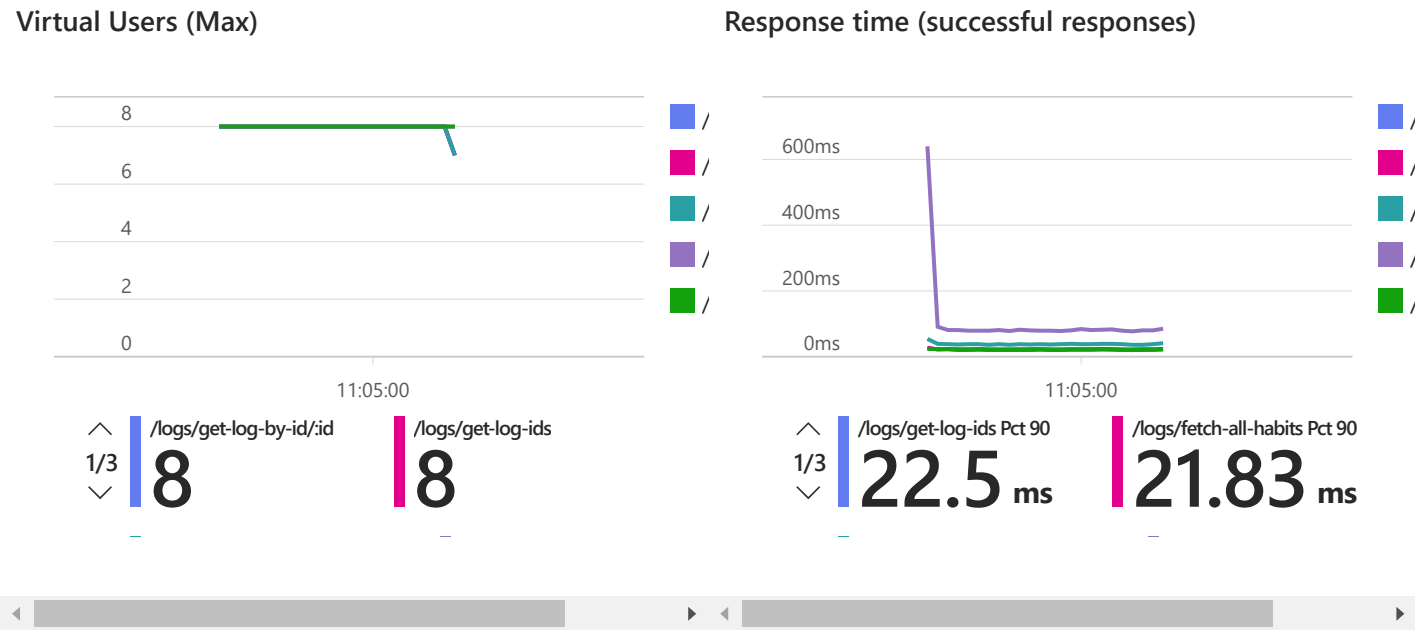 Virtual Users (Max)
8
6
4
2
0
11:05:00
/
/
/
/
/
1/3
/logs/get-log-by-id/:id
8
/logs/get-log-ids
8
Response time (successful responses)
600ms
400ms
200ms
0ms
11:05:00
/
/
/
/
/
1/3
/logs/get-log-ids Pct 90
22.5 ms
/logs/fetch-all-habits Pct 90
21.83 ms